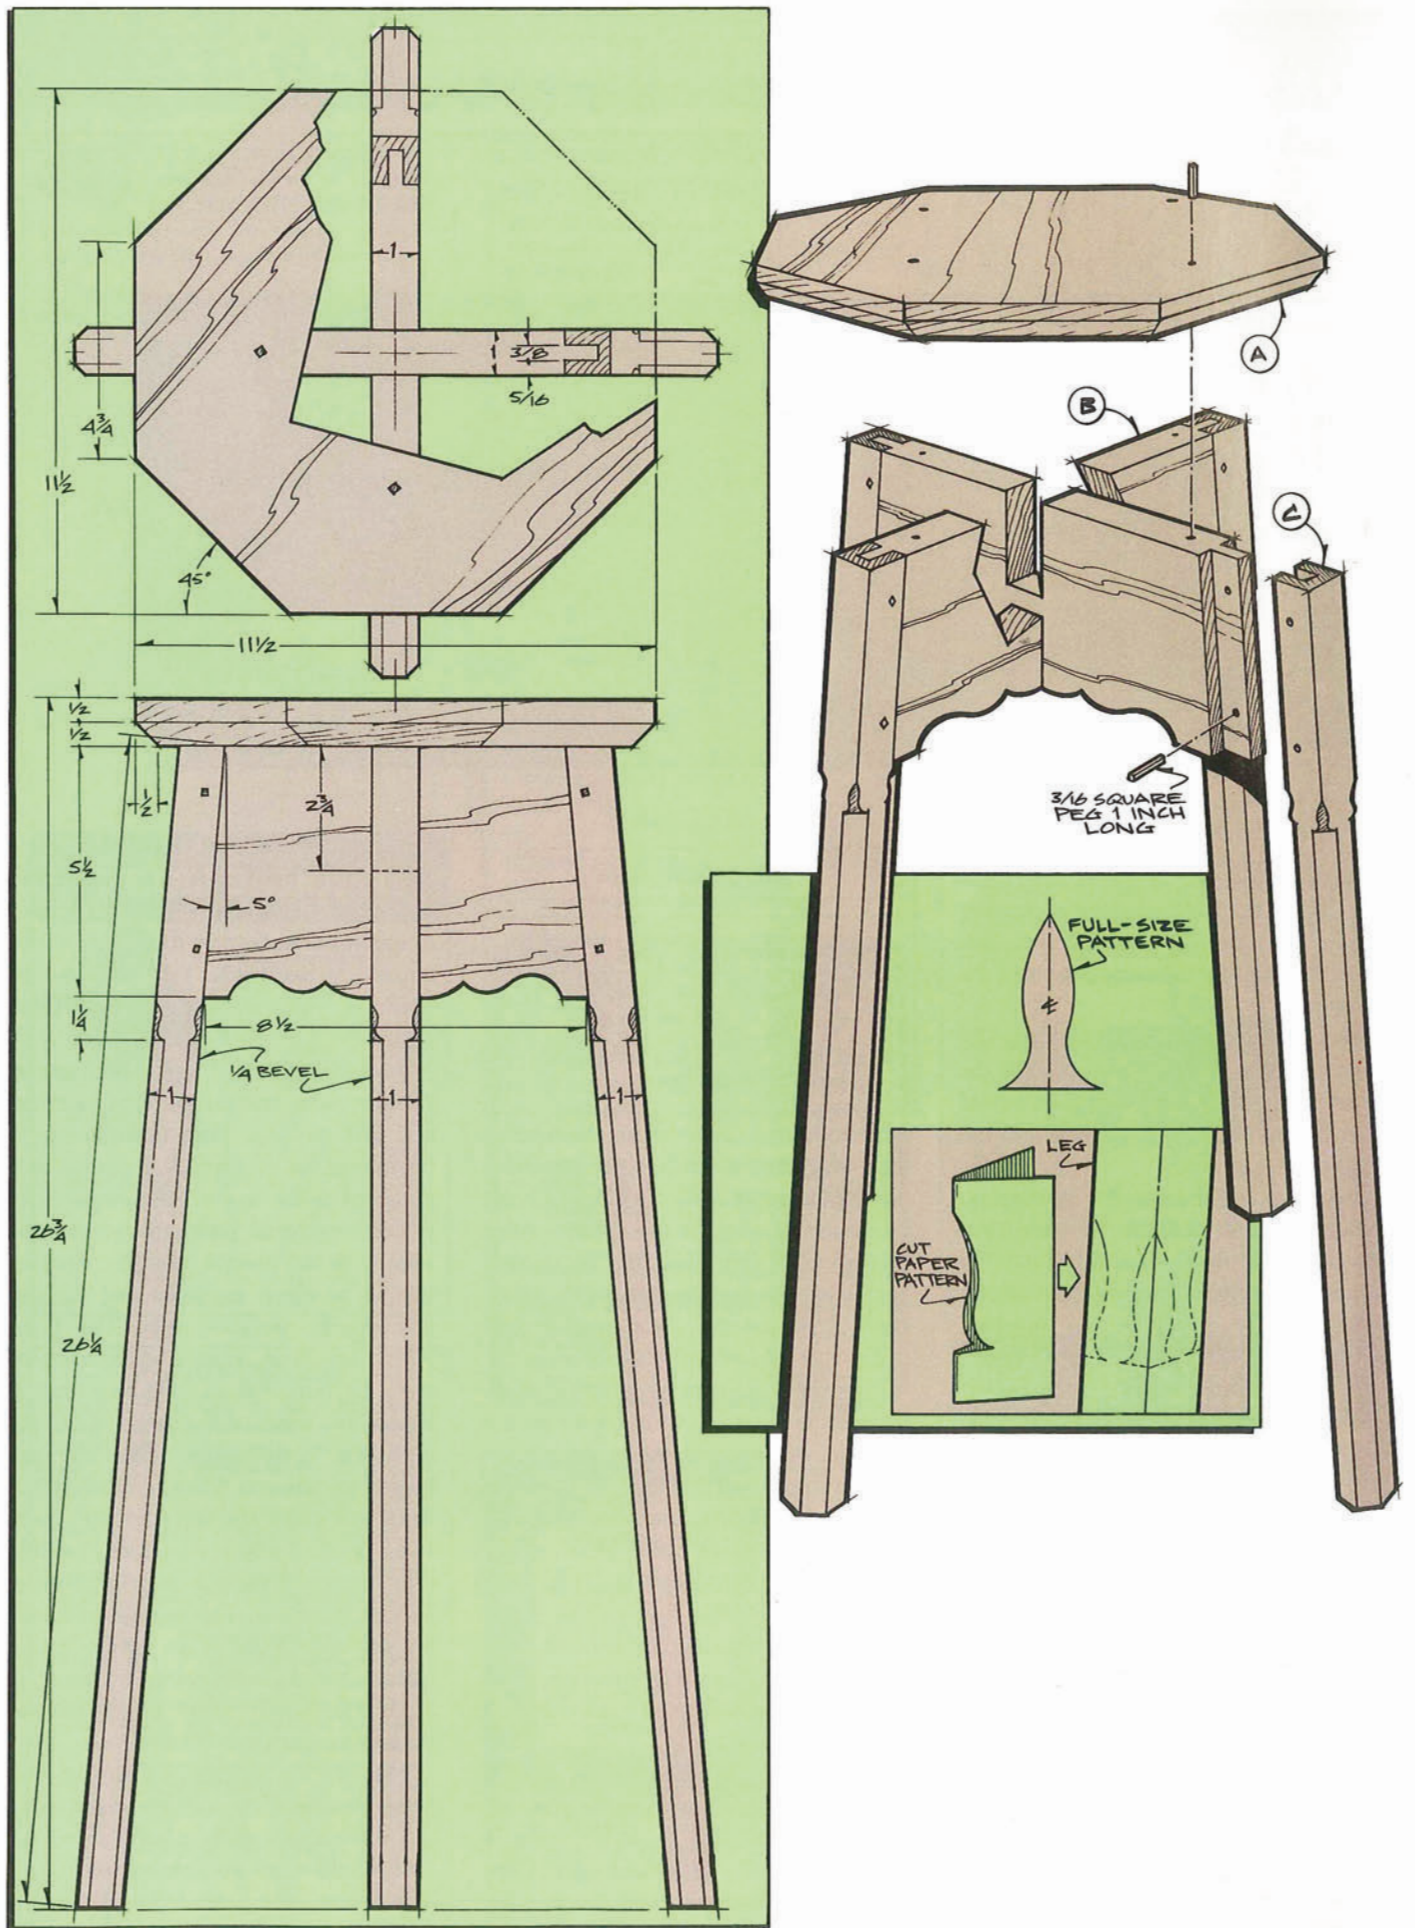 1
3/8
5/16
4 3/4
11 1/2
45°
11 1/2
1/2
1/2
1/2
2 3/4
5 1/2
5°
1 1/4
8 1/2
1/4 BEVEL
1
1
1
26 3/4
26 1/4
A
B
C
3/16 SQUARE
PEG 1 INCH
LONG
FULL-SIZE
PATTERN
℄
LEG
CUT
PAPER
PATTERN